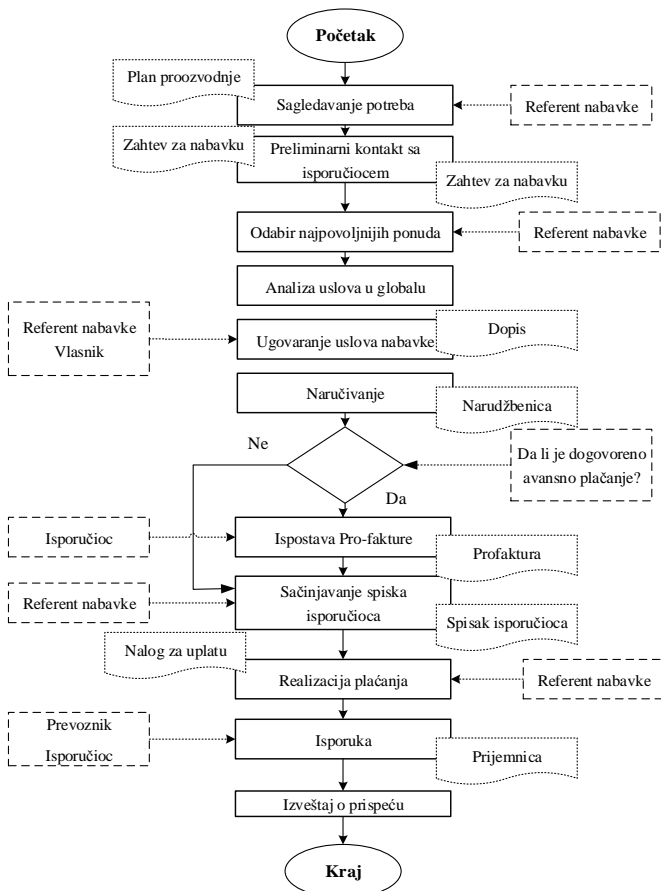 Početak
Plan proozvodnje
Sagledavanje potreba
Referent nabavke
Zahtev za nabavku
Preliminarni kontakt sa
isporučiocem
Zahtev za nabavku
Odabir najpovoljnijih ponuda
Referent nabavke
Analiza uslova u globalu
Referent nabavke
Vlasnik
Ugovaranje uslova nabavke
Dopis
Naručivanje
Narudžbenica
Ne
Da li je dogovoreno
avansno plačanje?
Da
Isporučioc
Ispostava Pro-fakture
Profaktura
Referent nabavke
Sačinjavanje spiska
isporučioca
Spisak isporučioca
Nalog za uplatu
Realizacija plaćanja
Referent nabavke
Prevoznik
Isporučioc
Isporuka
Prijemnica
Izveštaj o prispeću
Kraj